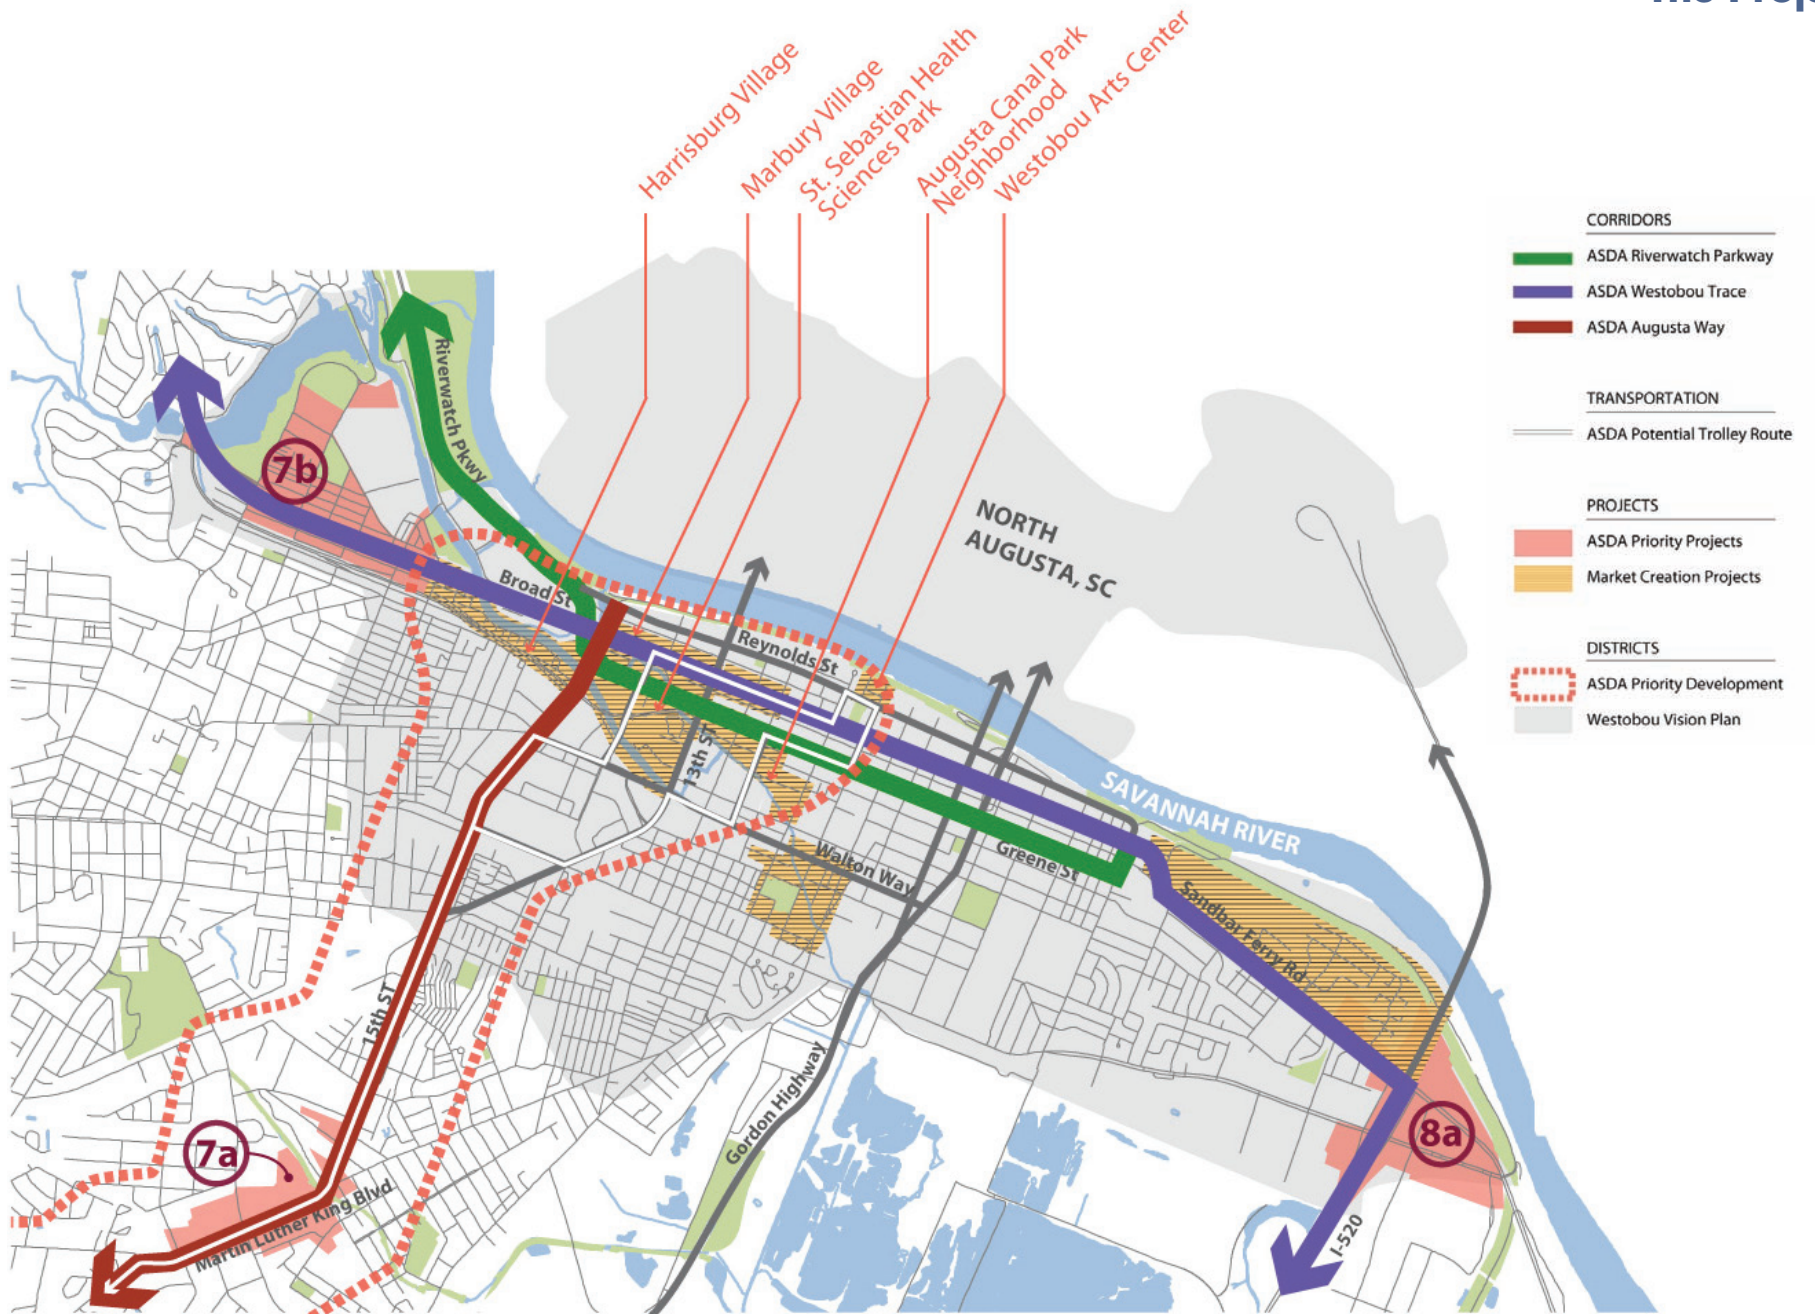 Harrisburg Village
Marbury Village
St. Sebastian Health
Sciences Park
Augusta Canal Park
Neighborhood
Westobou Arts Center
CORRIDORS
ASDA Riverwatch Parkway
ASDA Westobou Trace
ASDA Augusta Way
TRANSPORTATION
ASDA Potential Trolley Route
PROJECTS
ASDA Priority Projects
Market Creation Projects
DISTRICTS
ASDA Priority Development
Westobou Vision Plan
Riverwatch Pkwy
7b
NORTH
AUGUSTA, SC
Broad St
Reynolds St
13th ST
SAVANNAH RIVER
Greene St
Walton Way
Sandbar Ferry Rd
15th ST
Gordon Highway
7a
8a
Martin Luther King Blvd
I-520